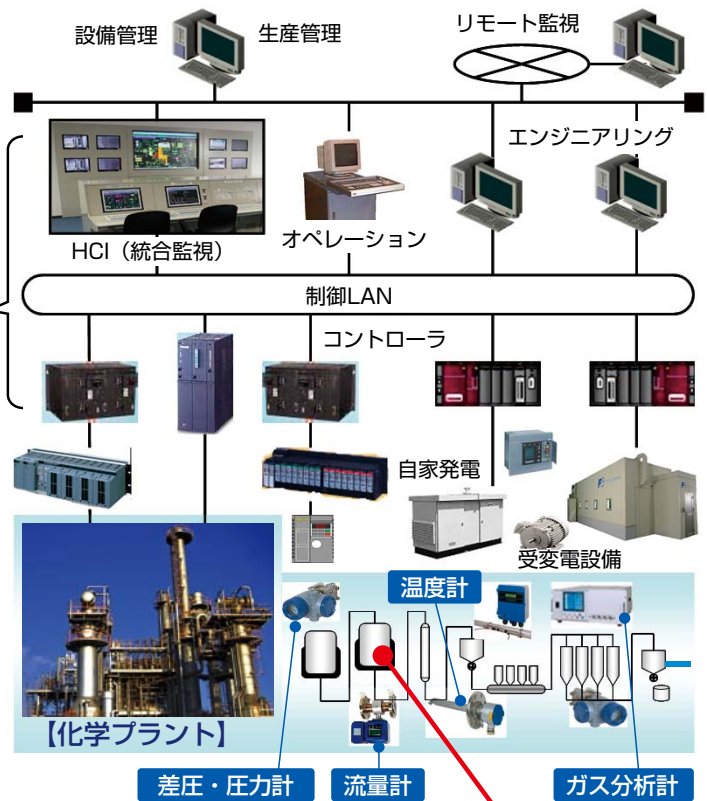 設備管理
生産管理
リモート監視
エンジニアリング
HCI（統合監視）
オペレーション
制御LAN
コントローラ
自家発電
受変電設備
温度計
【化学プラント】
差圧・圧力計
流量計
ガス分析計